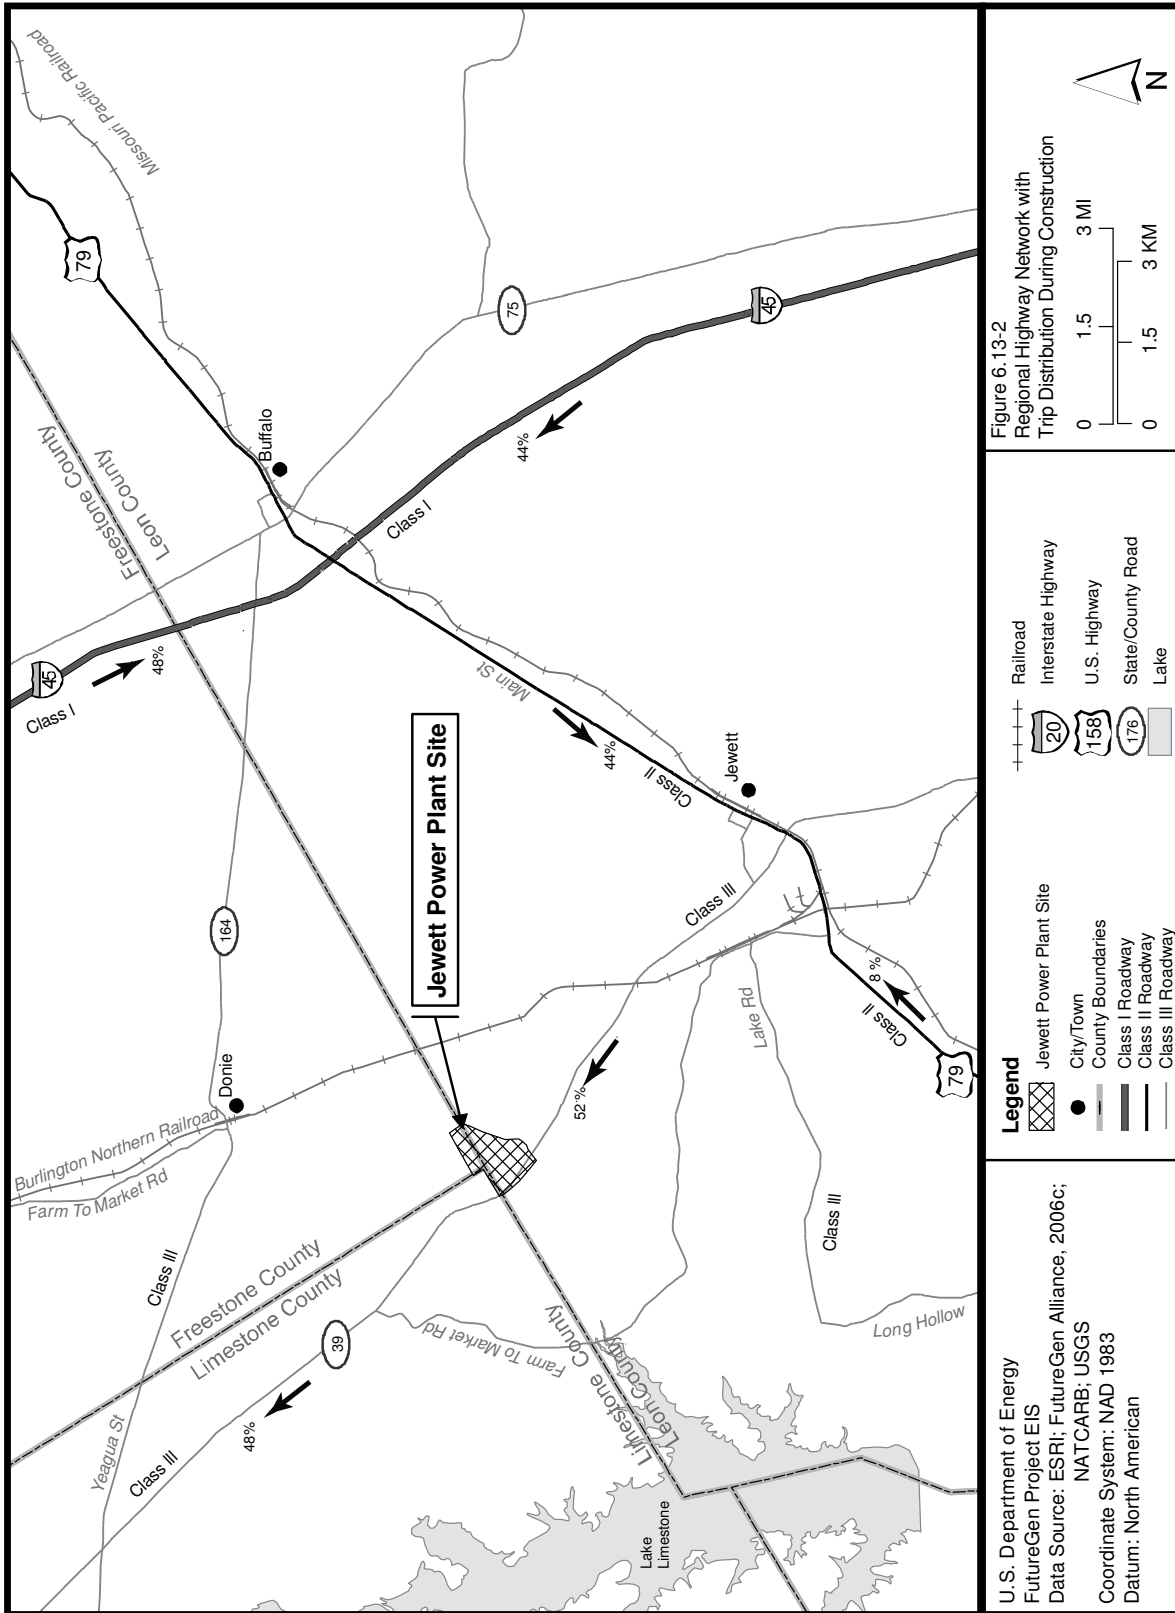 Missouri Pacific Railroad
79
Freestone County
Leon County
Buffalo
75
45
44%
Class I
45
Class I
48%
Main St
44%
Class II
Jewett
Jewett Power Plant Site
164
Donie
Burlington Northern Railroad
Farm To Market Rd
Class III
Lake Rd
8 %
Class II
79
52 %
Class III
Freestone County
Limestone County
39
48%
Class III
Yeagua St
Class III
Farm To Market Rd
Limestone County
Leon County
Long Hollow
Lake
Limestone
U.S. Department of Energy
FutureGen Project EIS
Data Source: ESRI; FutureGen Alliance, 2006c;
NATCARB; USGS
Coordinate System: NAD 1983
Datum: North American
Legend
Jewett Power Plant Site
City/Town
County Boundaries
Class I Roadway
Class II Roadway
Class III Roadway
Railroad
20
Interstate Highway
158
U.S. Highway
176
State/County Road
Lake
Figure 6.13-2
Regional Highway Network with
Trip Distribution During Construction
0 1.5 3 MI
0 1.5 3 KM
N